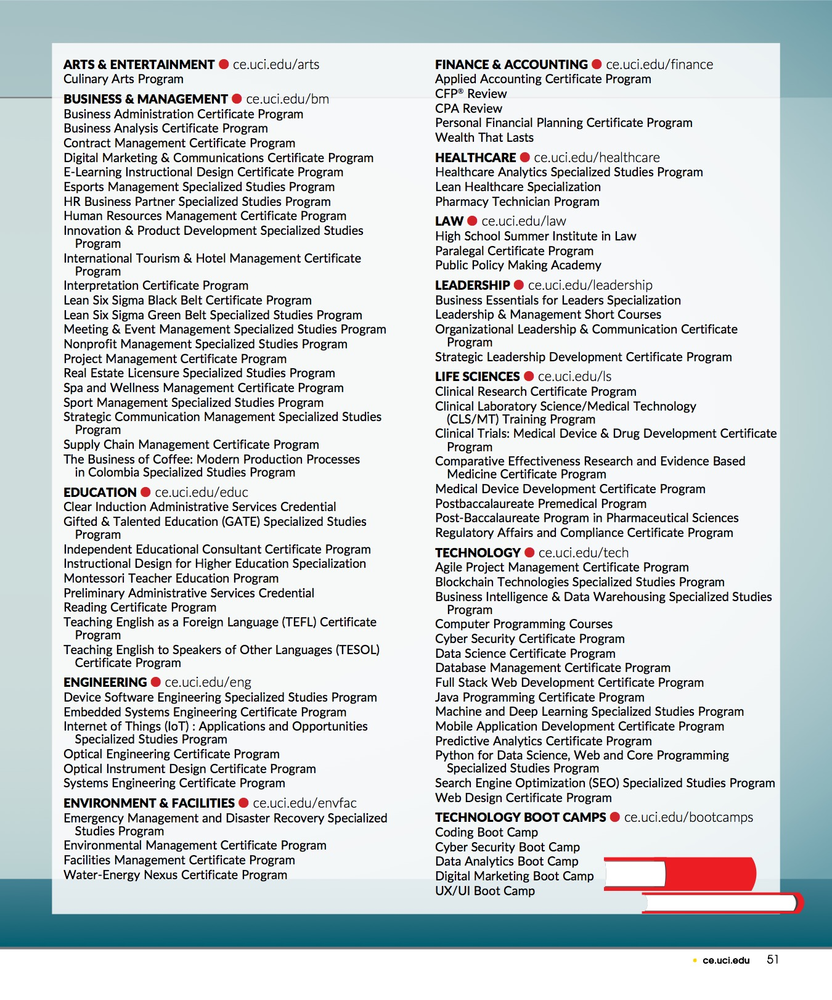 ARTS & ENTERTAINMENT ● ce.uci.edu/arts
Culinary Arts Program
BUSINESS & MANAGEMENT ● ce.uci.edu/bm
Business Administration Certificate Program
Business Analysis Certificate Program
Contract Management Certificate Program
Digital Marketing & Communications Certificate Program
E-Learning Instructional Design Certificate Program
Esports Management Specialized Studies Program
HR Business Partner Specialized Studies Program
Human Resources Management Certificate Program
Innovation & Product Development Specialized Studies
Program
International Tourism & Hotel Management Certificate
Program
Interpretation Certificate Program
Lean Six Sigma Black Belt Certificate Program
Lean Six Sigma Green Belt Specialized Studies Program
Meeting & Event Management Specialized Studies Program
Nonprofit Management Specialized Studies Program
Project Management Certificate Program
Real Estate Licensure Specialized Studies Program
Spa and Wellness Management Certificate Program
Sport Management Specialized Studies Program
Strategic Communication Management Specialized Studies
Program
Supply Chain Management Certificate Program
The Business of Coffee: Modern Production Processes
in Colombia Specialized Studies Program
EDUCATION ● ce.uci.edu/educ
Clear Induction Administrative Services Credential
Gifted & Talented Education (GATE) Specialized Studies
Program
Independent Educational Consultant Certificate Program
Instructional Design for Higher Education Specialization
Montessori Teacher Education Program
Preliminary Administrative Services Credential
Reading Certificate Program
Teaching English as a Foreign Language (TEFL) Certificate
Program
Teaching English to Speakers of Other Languages (TESOL)
Certificate Program
ENGINEERING ● ce.uci.edu/eng
Device Software Engineering Specialized Studies Program
Embedded Systems Engineering Certificate Program
Internet of Things (IoT) : Applications and Opportunities
Specialized Studies Program
Optical Engineering Certificate Program
Optical Instrument Design Certificate Program
Systems Engineering Certificate Program
ENVIRONMENT & FACILITIES ● ce.uci.edu/envfac
Emergency Management and Disaster Recovery Specialized
Studies Program
Environmental Management Certificate Program
Facilities Management Certificate Program
Water-Energy Nexus Certificate Program
FINANCE & ACCOUNTING ● ce.uci.edu/finance
Applied Accounting Certificate Program
CFP® Review
CPA Review
Personal Financial Planning Certificate Program
Wealth That Lasts
HEALTHCARE ● ce.uci.edu/healthcare
Healthcare Analytics Specialized Studies Program
Lean Healthcare Specialization
Pharmacy Technician Program
LAW ● ce.uci.edu/law
High School Summer Institute in Law
Paralegal Certificate Program
Public Policy Making Academy
LEADERSHIP ● ce.uci.edu/leadership
Business Essentials for Leaders Specialization
Leadership & Management Short Courses
Organizational Leadership & Communication Certificate
Program
Strategic Leadership Development Certificate Program
LIFE SCIENCES ● ce.uci.edu/ls
Clinical Research Certificate Program
Clinical Laboratory Science/Medical Technology
(CLS/MT) Training Program
Clinical Trials: Medical Device & Drug Development Certificate
Program
Comparative Effectiveness Research and Evidence Based
Medicine Certificate Program
Medical Device Development Certificate Program
Postbaccalaureate Premedical Program
Post-Baccalaureate Program in Pharmaceutical Sciences
Regulatory Affairs and Compliance Certificate Program
TECHNOLOGY ● ce.uci.edu/tech
Agile Project Management Certificate Program
Blockchain Technologies Specialized Studies Program
Business Intelligence & Data Warehousing Specialized Studies
Program
Computer Programming Courses
Cyber Security Certificate Program
Data Science Certificate Program
Database Management Certificate Program
Full Stack Web Development Certificate Program
Java Programming Certificate Program
Machine and Deep Learning Specialized Studies Program
Mobile Application Development Certificate Program
Predictive Analytics Certificate Program
Python for Data Science, Web and Core Programming
Specialized Studies Program
Search Engine Optimization (SEO) Specialized Studies Program
Web Design Certificate Program
TECHNOLOGY BOOT CAMPS ● ce.uci.edu/bootcamps
Coding Boot Camp
Cyber Security Boot Camp
Data Analytics Boot Camp
Digital Marketing Boot Camp
UX/UI Boot Camp
• ce.uci.edu 51